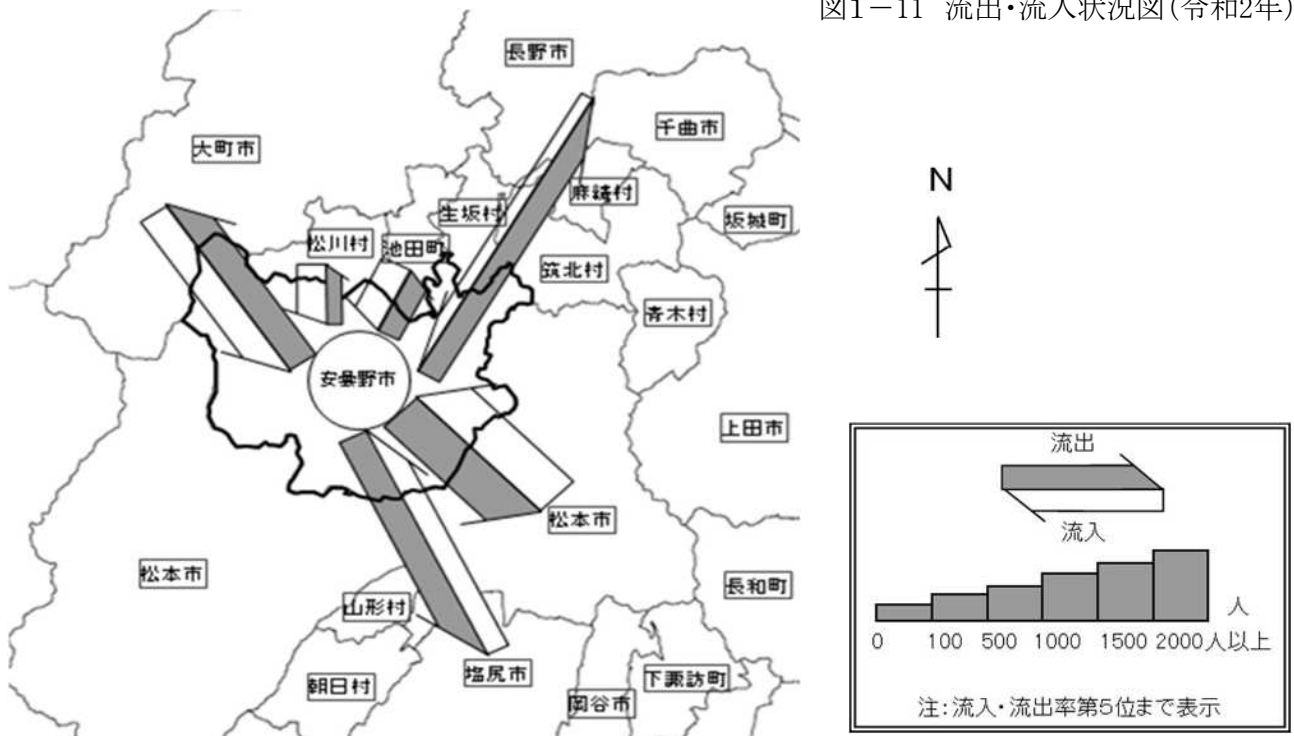 図1－11 流出・流入状況図(令和2年)
長野市
千曲市
大町市
麻績村
生坂村
坂城町
松川村
池田町
筑北村
青木村
安曇野市
上田市
松本市
松本市
長和町
山形村
塩尻市
下諏訪町
朝日村
岡谷市
N
流出
流入
人
0 100 500 1000 1500 2000人以上
注:流入・流出率第5位まで表示